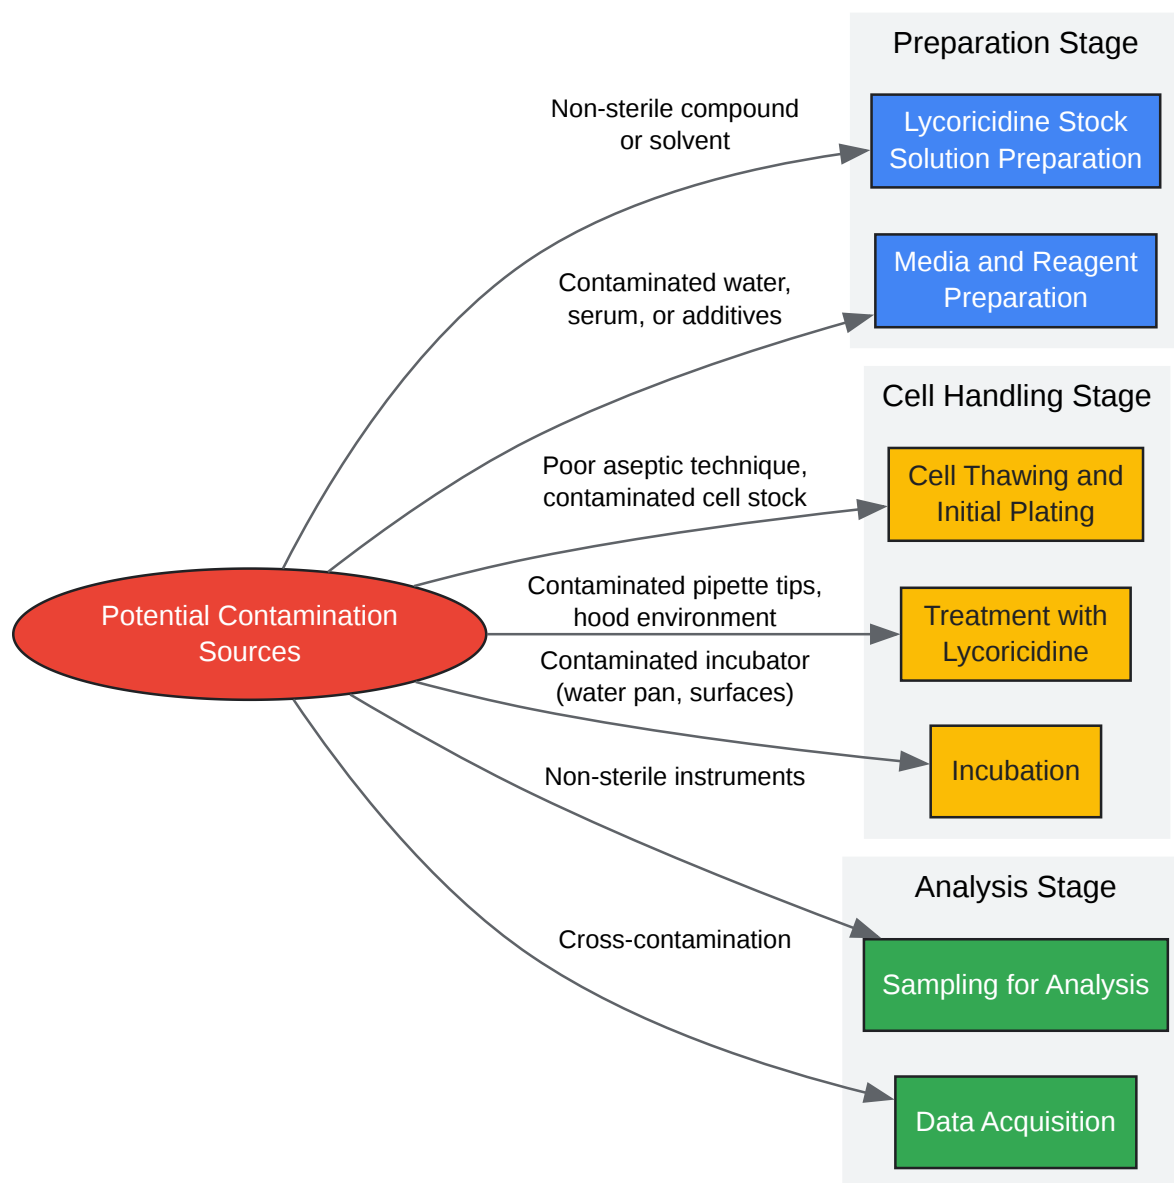 Preparation Stage
Non-sterile compound
or solvent
Lycoricidine Stock
Solution Preparation
Contaminated water,
serum, or additives
Media and Reagent
Preparation
Cell Handling Stage
Poor aseptic technique,
contaminated cell stock
Cell Thawing and
Initial Plating
Potential Contamination
Sources
Contaminated pipette tips,
hood environment
Treatment with
Lycoricidine
Contaminated incubator
(water pan, surfaces)
Incubation
Non-sterile instruments
Analysis Stage
Sampling for Analysis
Cross-contamination
Data Acquisition